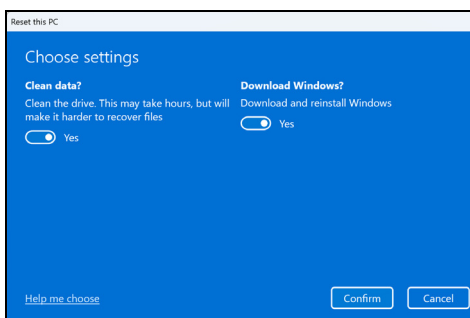 Reset this PC
Choose settings
Clean data?
Clean the drive. This may take hours, but will
make it harder to recover files
Yes
Download Windows?
Download and reinstall Windows
Yes
Help me choose
Confirm
Cancel